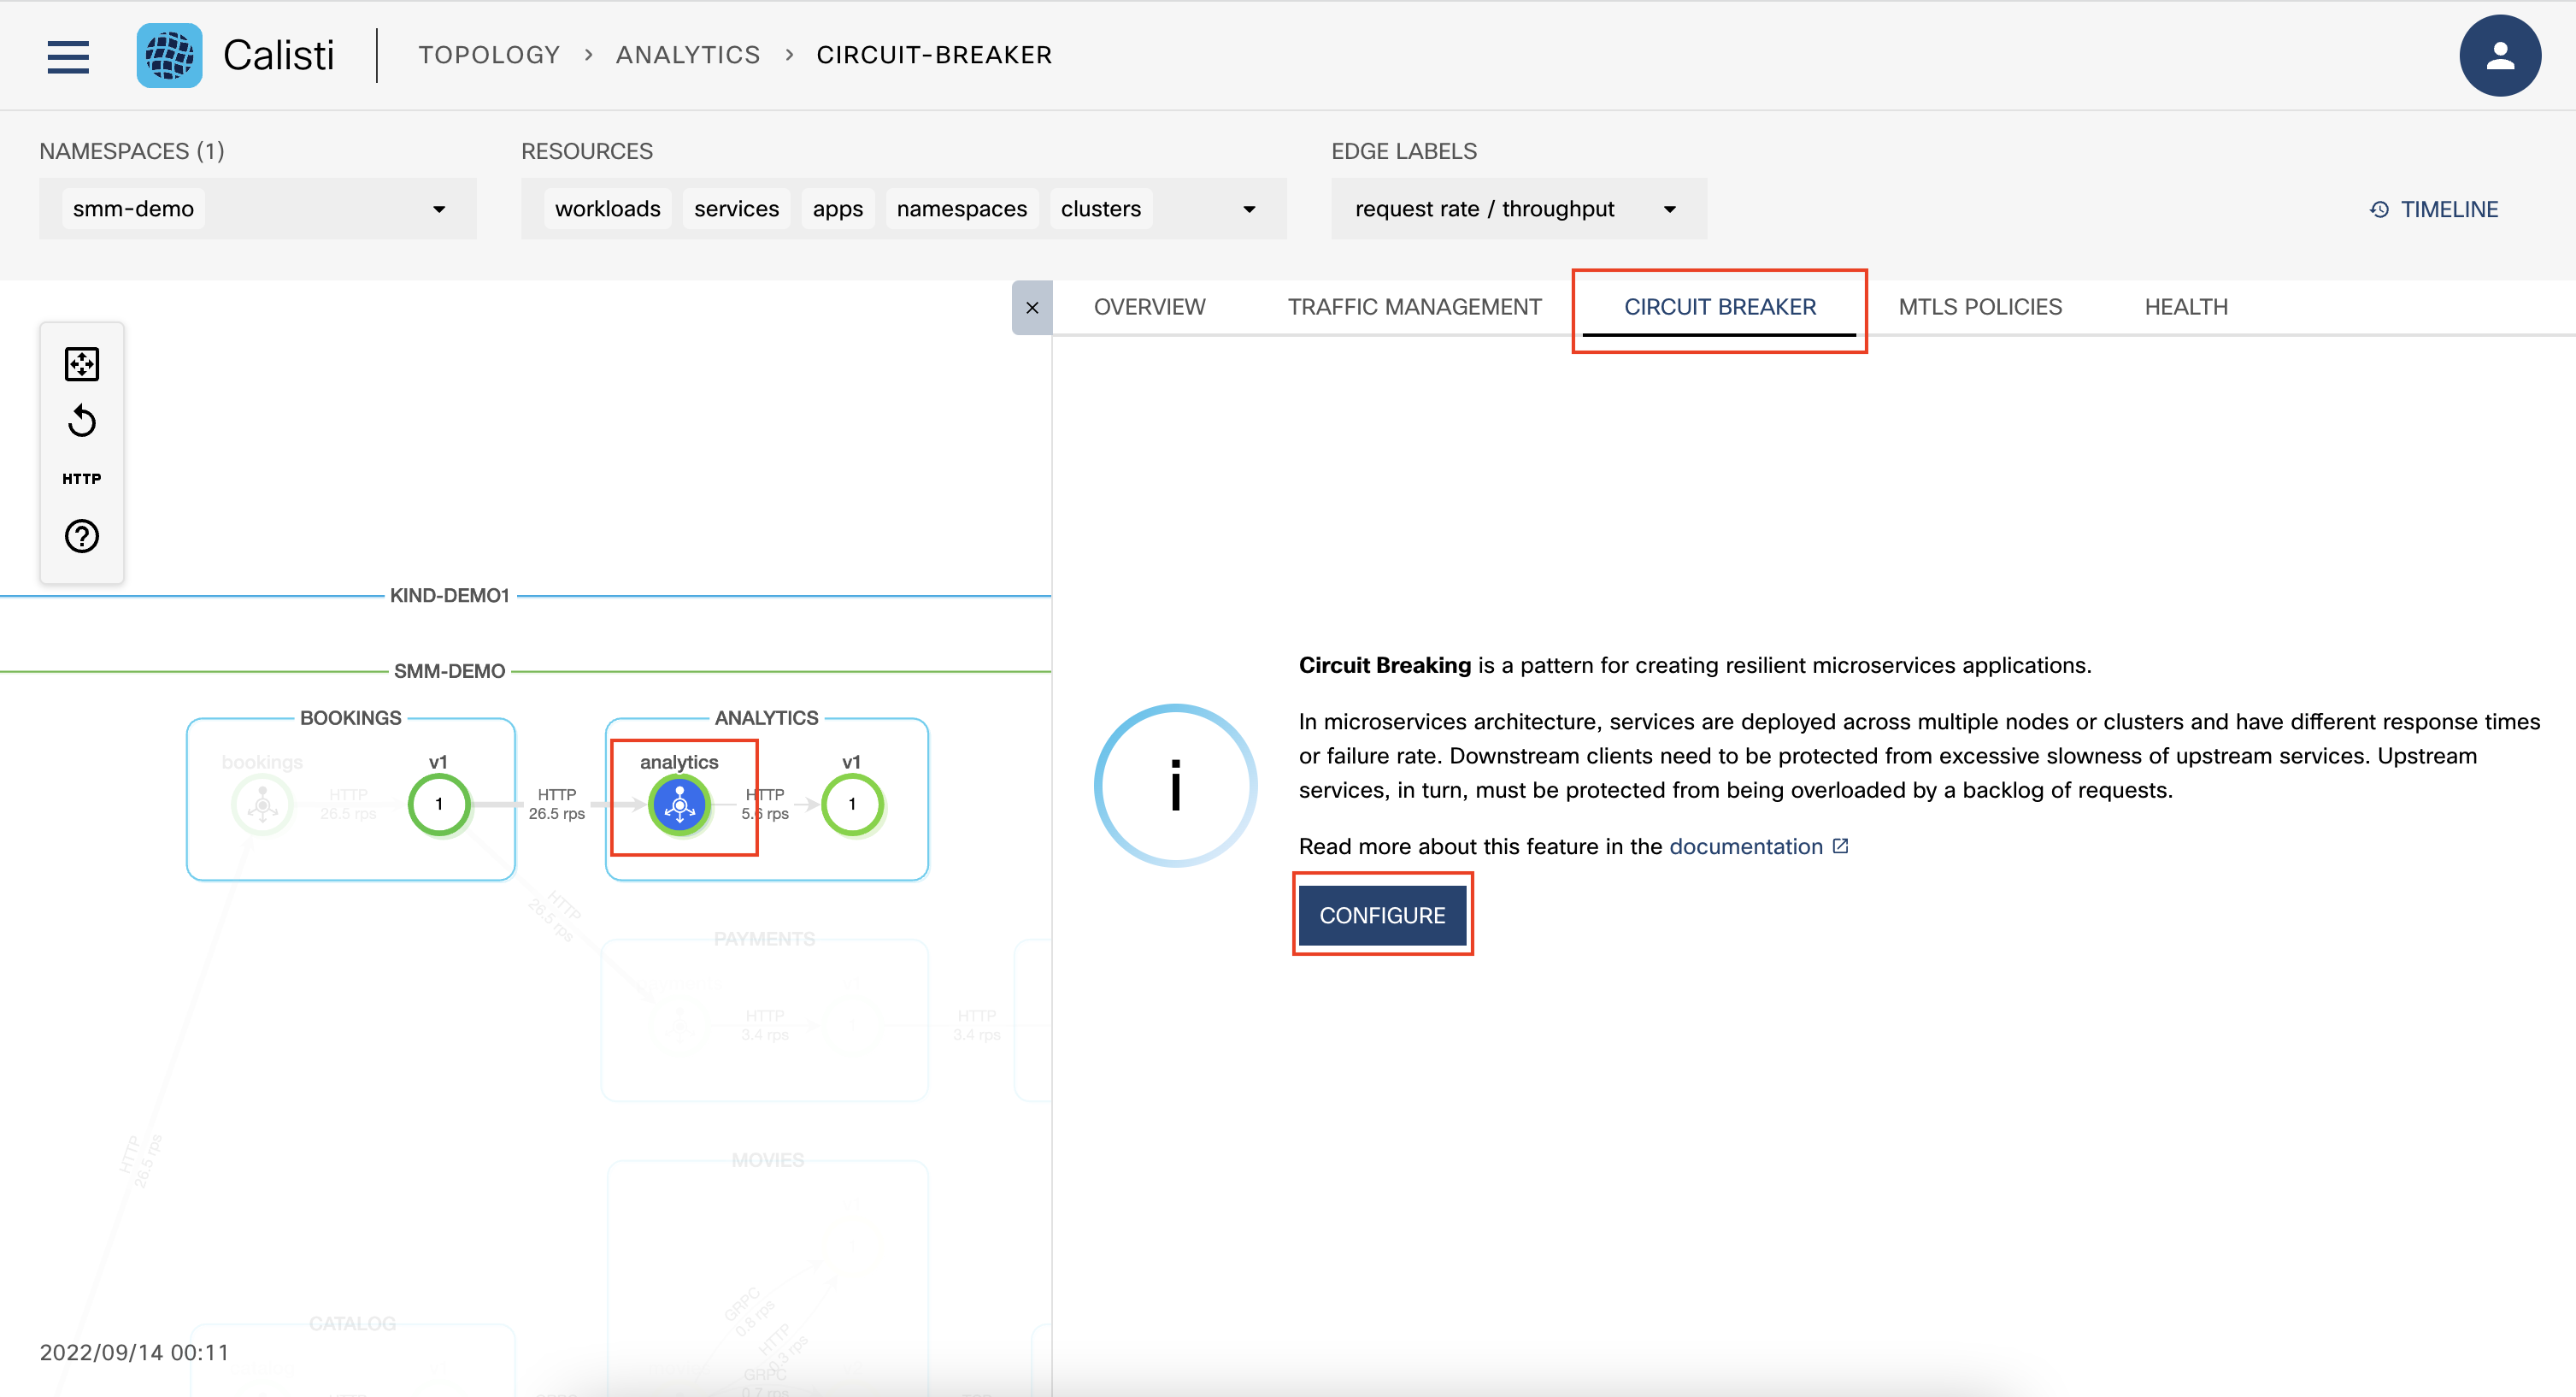 Calisti
TOPOLOGY › ANALYTICS › CIRCUIT-BREAKER
NAMESPACES (1)
RESOURCES
EDGE LABELS
smm-demo
workloads services apps namespaces clusters
request rate / throughput
TIMELINE
OVERVIEW
TRAFFIC MANAGEMENT
CIRCUIT BREAKER
MTLS POLICIES
HEALTH
HTTP
KIND-DEMO1
SMM-DEMO
BOOKINGS
ANALYTICS
bookings
v1
analytics
v1
HTTP
26.5 rps
1
HTTP
26.5 rps
HTTP
5.6 rps
1
HTTP
26.5 rps
PAYMENTS
HTTP
3.4 rps
HTTP
3.4 rps
HTTP
26.5 rps
MOVIES
GRPC
0.8 rps
HTTP
0.3 rps
GRPC
0.7 rps
CATALOG
2022/09/14 00:11
i
Circuit Breaking is a pattern for creating resilient microservices applications.
In microservices architecture, services are deployed across multiple nodes or clusters and have different response times
or failure rate. Downstream clients need to be protected from excessive slowness of upstream services. Upstream
services, in turn, must be protected from being overloaded by a backlog of requests.
Read more about this feature in the documentation
CONFIGURE